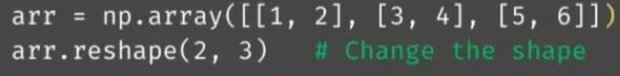 arr = np.array([[1, 2], [3, 4], [5, 6]])
arr.reshape(2, 3)   # Change the shape